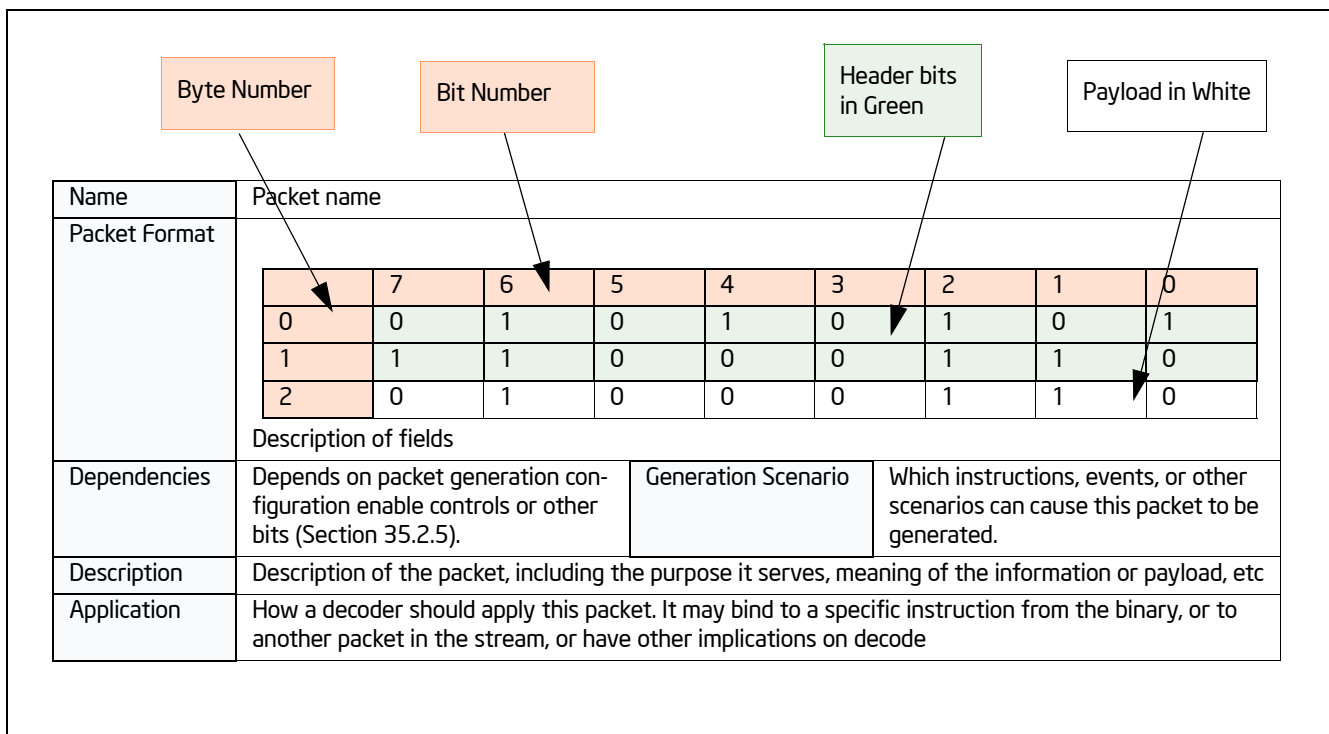 Byte Number
Bit Number
Header bits
in Green
Payload in White
Name Packet name
Packet Format
7 6 5 4 3 2 1 0
0 0 1 0 1 0 1 0 1
1 1 1 0 0 0 1 1 0
2 0 1 0 0 0 1 1 0
Description of fields
Dependencies
Depends on packet generation con-
figuration enable controls or other
bits (Section 35.2.5).
Generation Scenario
Which instructions, events, or other
scenarios can cause this packet to be
generated.
Description Description of the packet, including the purpose it serves, meaning of the information or payload, etc
Application How a decoder should apply this packet. It may bind to a specific instruction from the binary, or to
another packet in the stream, or have other implications on decode